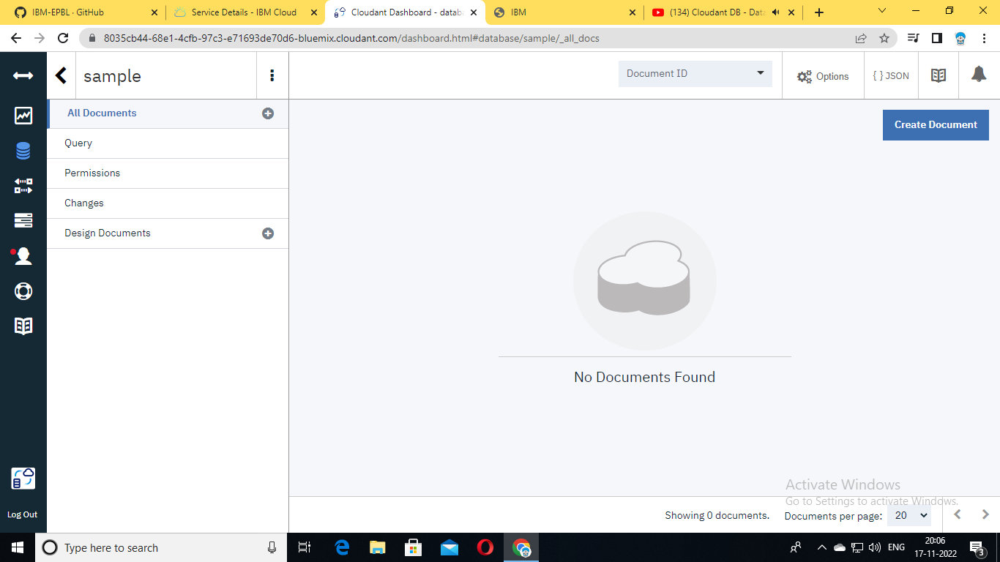 IBM-EPBL · GitHub
Service Details - IBM Cloud
Cloudant Dashboard - datab
IBM
(134) Cloudant DB - Data
8035cb44-68e1-4cfb-97c3-e71693de70d6-bluemix.cloudant.com/dashboard.html#database/sample/_all_docs
sample
Document ID
Options
{ } JSON
All Documents
Create Document
Query
Permissions
Changes
Design Documents
No Documents Found
Activate Windows
Go to Settings to activate Windows.
Log Out
Showing 0 documents.
Documents per page:
20
Type here to search
ENG
20:06
17-11-2022
3